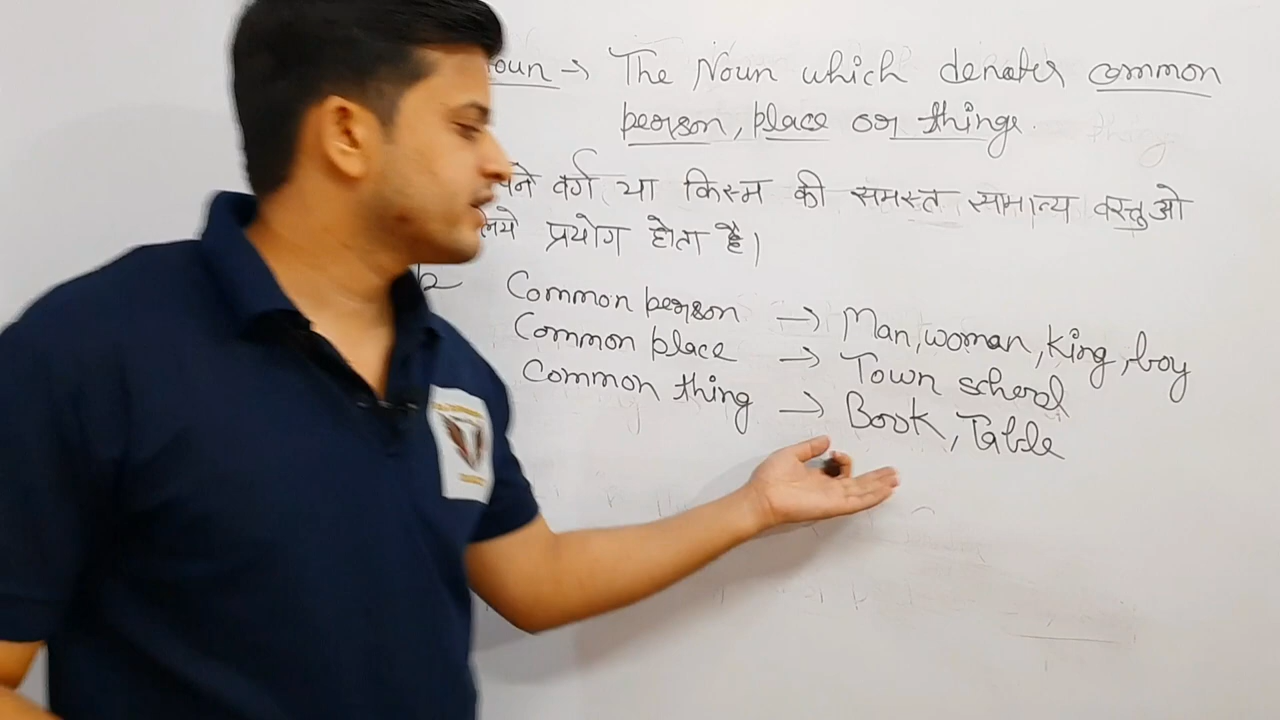 oun → The Noun which denotes common
person, place or things.
पने वर्ग या किस्म की समस्त सामान्य वस्तुओ
लिये प्रयोग होता है।
Common person → Man, woman, king, boy
Common place → Town school
Common thing → Book, Table